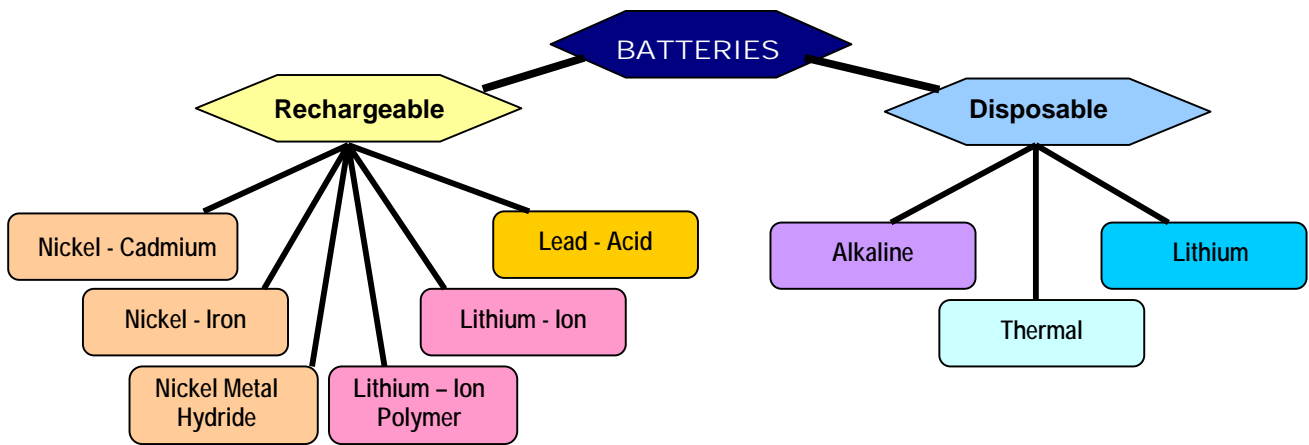 BATTERIES
Rechargeable
Disposable
Nickel - Cadmium
Lead - Acid
Alkaline
Lithium
Nickel - Iron
Lithium - Ion
Thermal
Nickel Metal
Hydride
Lithium – Ion
Polymer